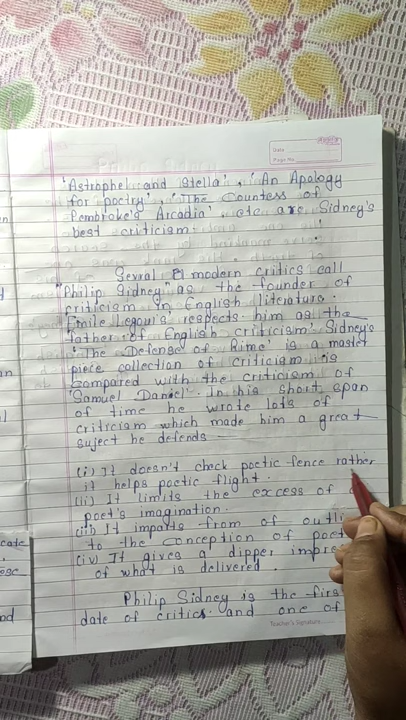 Date
Page No.
'Astrophel and Stella', 'An Apology
for poetry', 'The Countess of
Pembroke's Arcadia', etc are Sidney's
best criticism.
Sevral modern critics call
"Philip Sidney" as the founder of
criticism in English literature.
'Emile Legoui's respects him as the
'father of English criticism' Sidney's
'The Defense of Rime' is a master
piece collection of criticism is
compared with the criticism of
'Samuel Daniel'. In his short span
of time he wrote lots of
criticism which made him a great
suject he defends —
(i) It doesn't check poetic fence rather
it helps poetic flight.
(ii) It limits the excess of
poet's imagination.
(iii) It imparts from of outli
to the conception of poet
(iv) It gives a dipper impre
of what is delivered.
Philip Sidney is the firs
date of critics and one of
Teacher's Signature